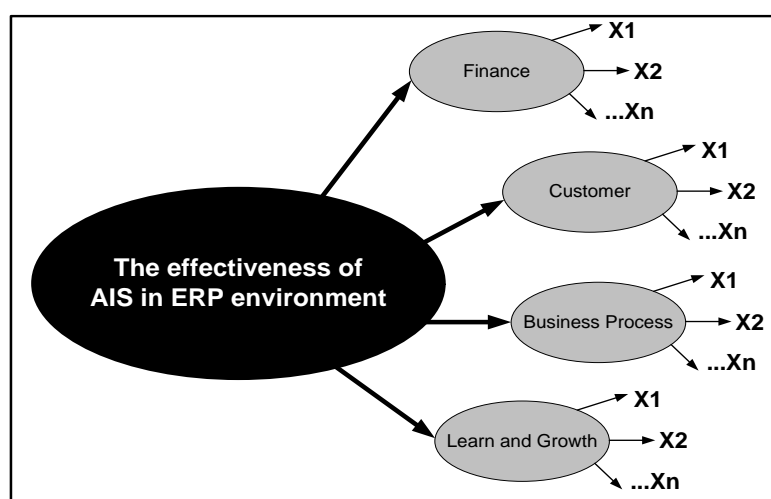 X1
Finance
X2
...Xn
X1
Customer
X2
...Xn
The effectiveness of
AIS in ERP environment
X1
Business Process
X2
...Xn
X1
Learn and Growth
X2
...Xn